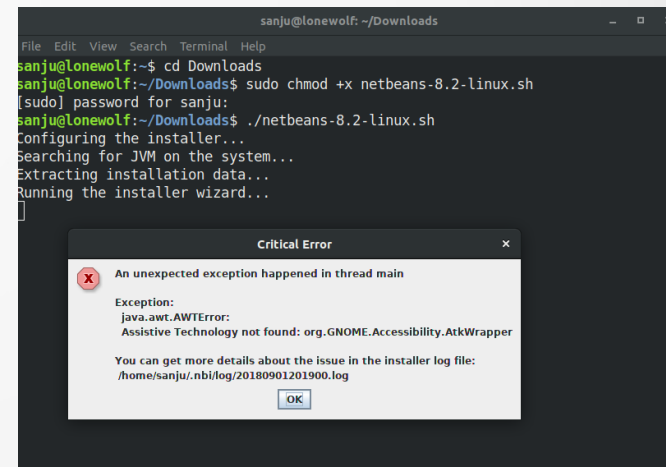 sanju@lonewolf: ~/Downloads
File Edit View Search Terminal Help
sanju@lonewolf:~$ cd Downloads
sanju@lonewolf:~/Downloads$ sudo chmod +x netbeans-8.2-linux.sh
[sudo] password for sanju:
sanju@lonewolf:~/Downloads$ ./netbeans-8.2-linux.sh
Configuring the installer...
Searching for JVM on the system...
Extracting installation data...
Running the installer wizard...
Critical Error
An unexpected exception happened in thread main
Exception:
java.awt.AWTError:
Assistive Technology not found: org.GNOME.Accessibility.AtkWrapper
You can get more details about the issue in the installer log file:
/home/sanju/.nbi/log/20180901201900.log
OK